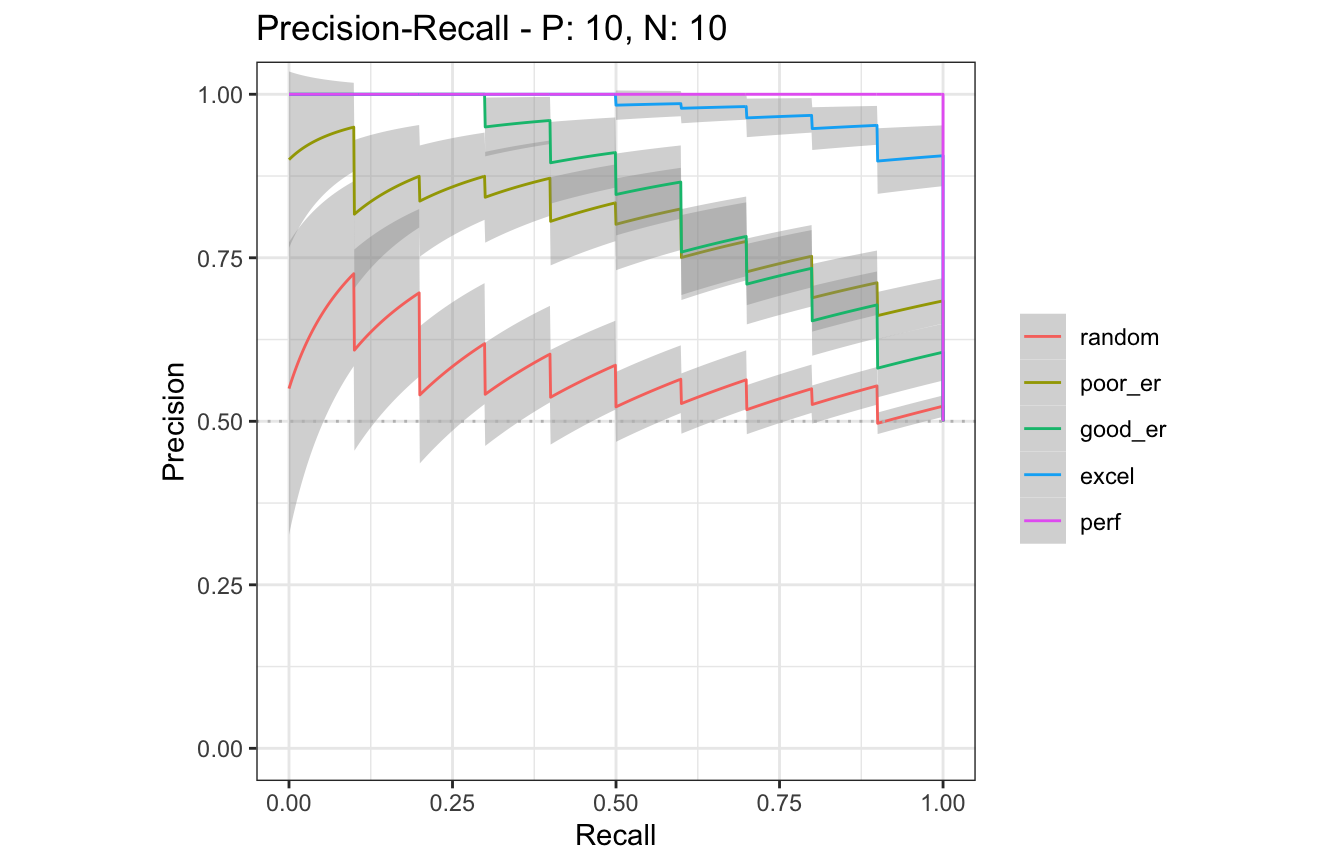 Precision-Recall - P: 10, N: 10
Precision
1.00
0.75
0.50
0.25
0.00
0.00 0.25 0.50 0.75 1.00
Recall
random
poor_er
good_er
excel
perf